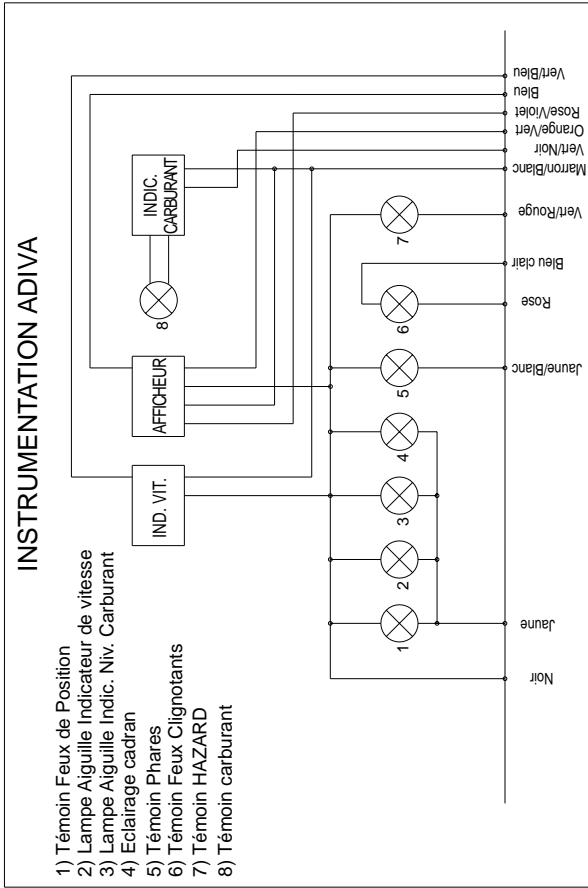 INSTRUMENTATION ADIVA
1) Témoin Feux de Position
2) Lampe Aiguille Indicateur de vitesse
3) Lampe Aiguille Indic. Niv. Carburant
4) Eclairage cadran
5) Témoin Phares
6) Témoin Feux Clignotants
7) Témoin HAZARD
8) Témoin carburant
IND. VIT.
AFFICHEUR
INDIC.
CARBURANT
8
1
2
3
4
5
6
7
Noir
Jaune
Jaune/Blanc
Rose
Bleu clair
Vert/Rouge
Marron/Blanc
Vert/Noir
Orange/Vert
Rose/Violet
Bleu
Vert/Bleu